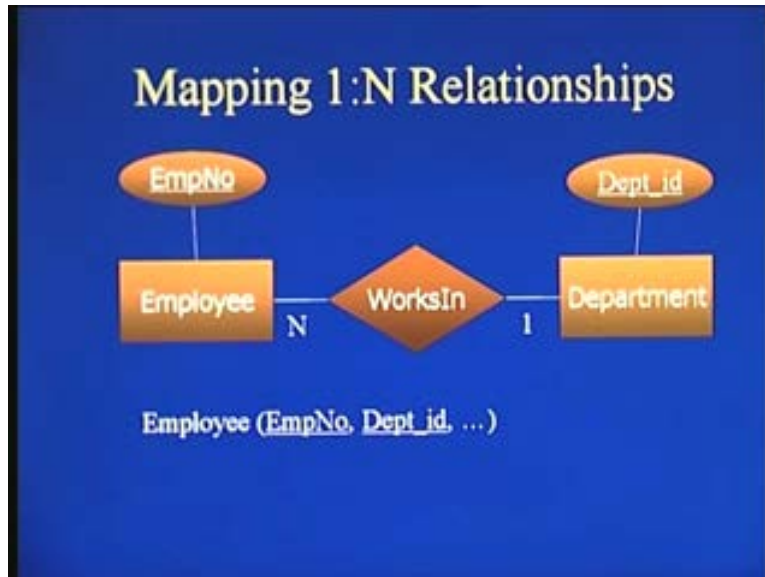 Mapping 1:N Relationships
EmpNo
Dept_id
Employee
WorksIn
Department
N
1
Employee (EmpNo, Dept_id, ...)